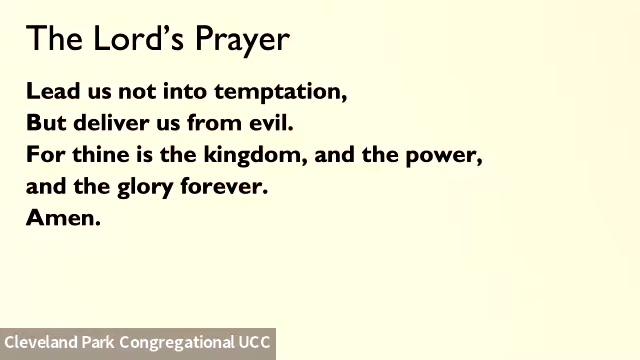 The Lord's Prayer
Lead us not into temptation,
But deliver us from evil.
For thine is the kingdom, and the power,
and the glory forever.
Amen.
Cleveland Park Congregational UCC